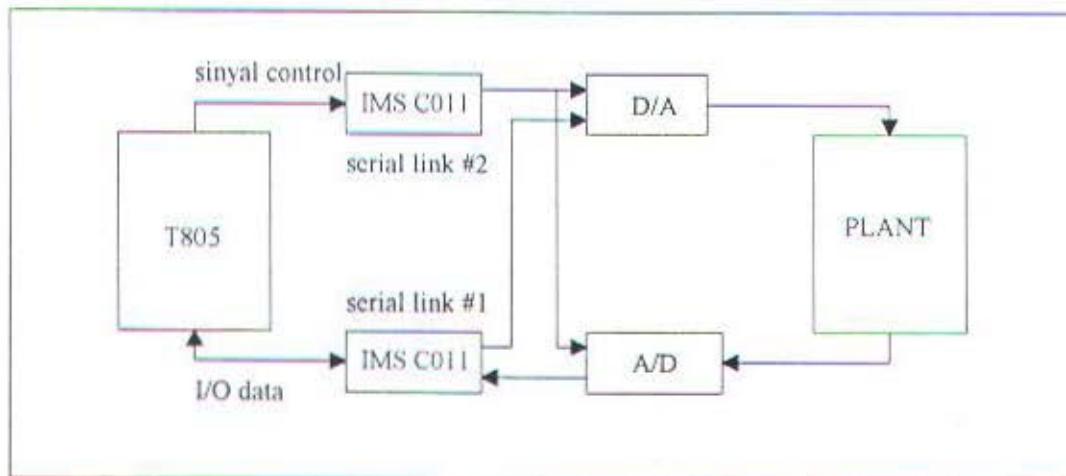 sinyal control
IMS C011
D/A
serial link #2
T805
PLANT
serial link #1
IMS C011
A/D
I/O data